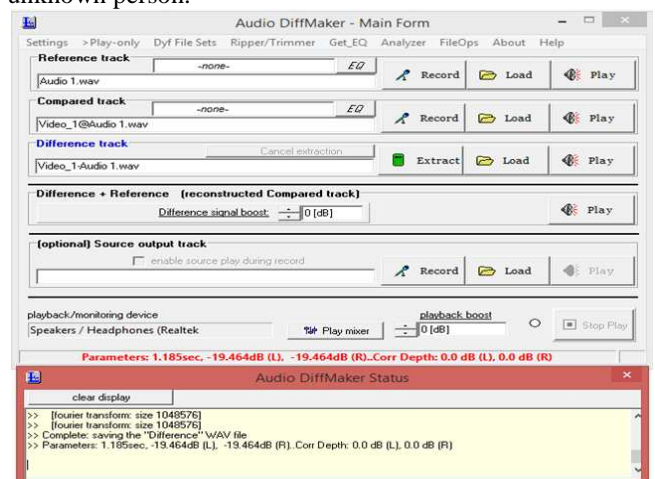 unknown person.
Audio DiffMaker - Main Form
Settings >Play-only Dyf File Sets Ripper/Trimmer Get_EQ Analyzer FileOps About Help
Reference track
-none- EQ
Record Load Play
Audio 1.wav
Compared track
-none- EQ
Record Load Play
Video_1@Audio 1.wav
Difference track
Cancel extraction
Extract Load Play
Video_1-Audio 1.wav
Difference + Reference (reconstructed Compared track)
Difference signal boost: 0 [dB]
Play
(optional) Source output track
enable source play during record
Record Load Play
playback/monitoring device
playback boost
Speakers / Headphones (Realtek
Play mixer
0 [dB]
Stop Play
Parameters: 1.185sec, -19.464dB (L), -19.464dB (R)..Corr Depth: 0.0 dB (L), 0.0 dB (R)
Audio DiffMaker Status
clear display
>> [fourier transform: size 1048576]
>> [fourier transform: size 1048576]
>> Complete: saving the "Difference" WAV file
>> Parameters: 1.185sec, -19.464dB (L), -19.464dB (R)..Corr Depth: 0.0 dB (L), 0.0 dB (R)